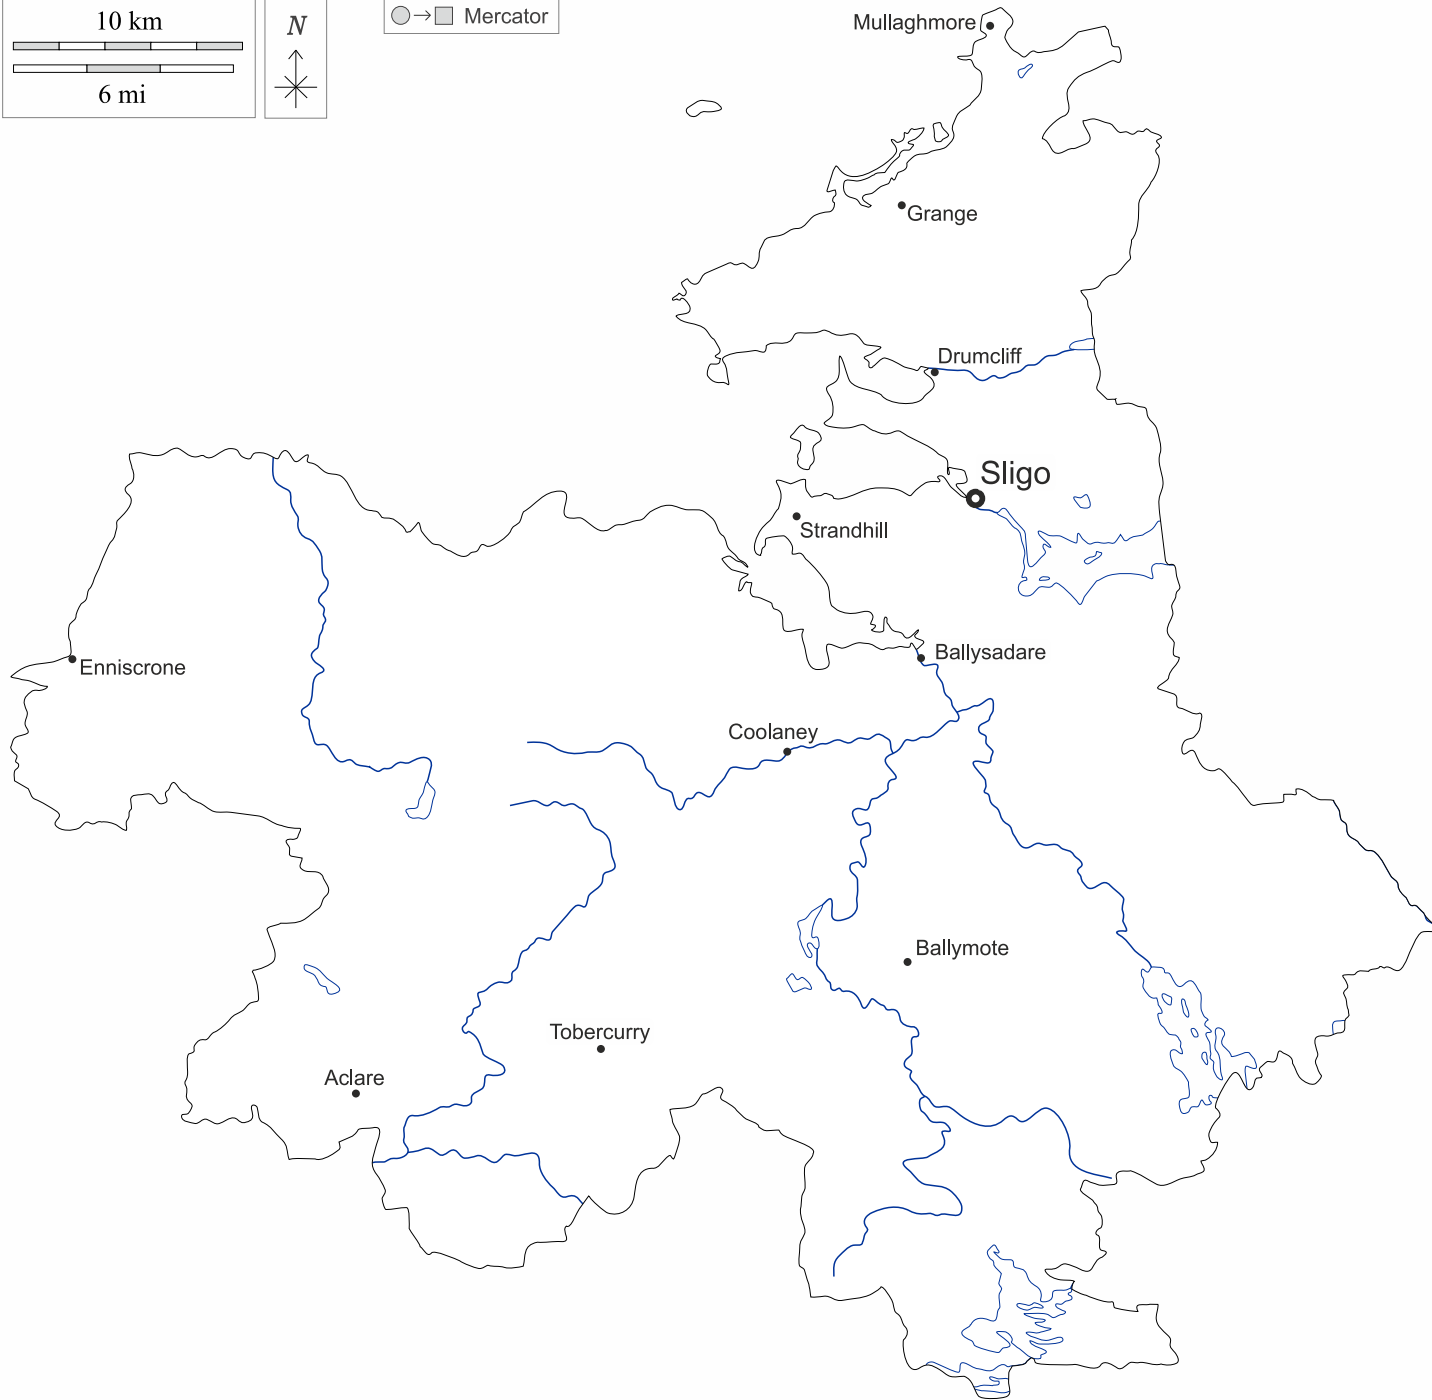 10 km
6 mi
N
Mercator
Mullaghmore
Grange
Drumcliff
Sligo
Strandhill
Ballysadare
Enniscrone
Coolaney
Ballymote
Tobercurry
Aclare